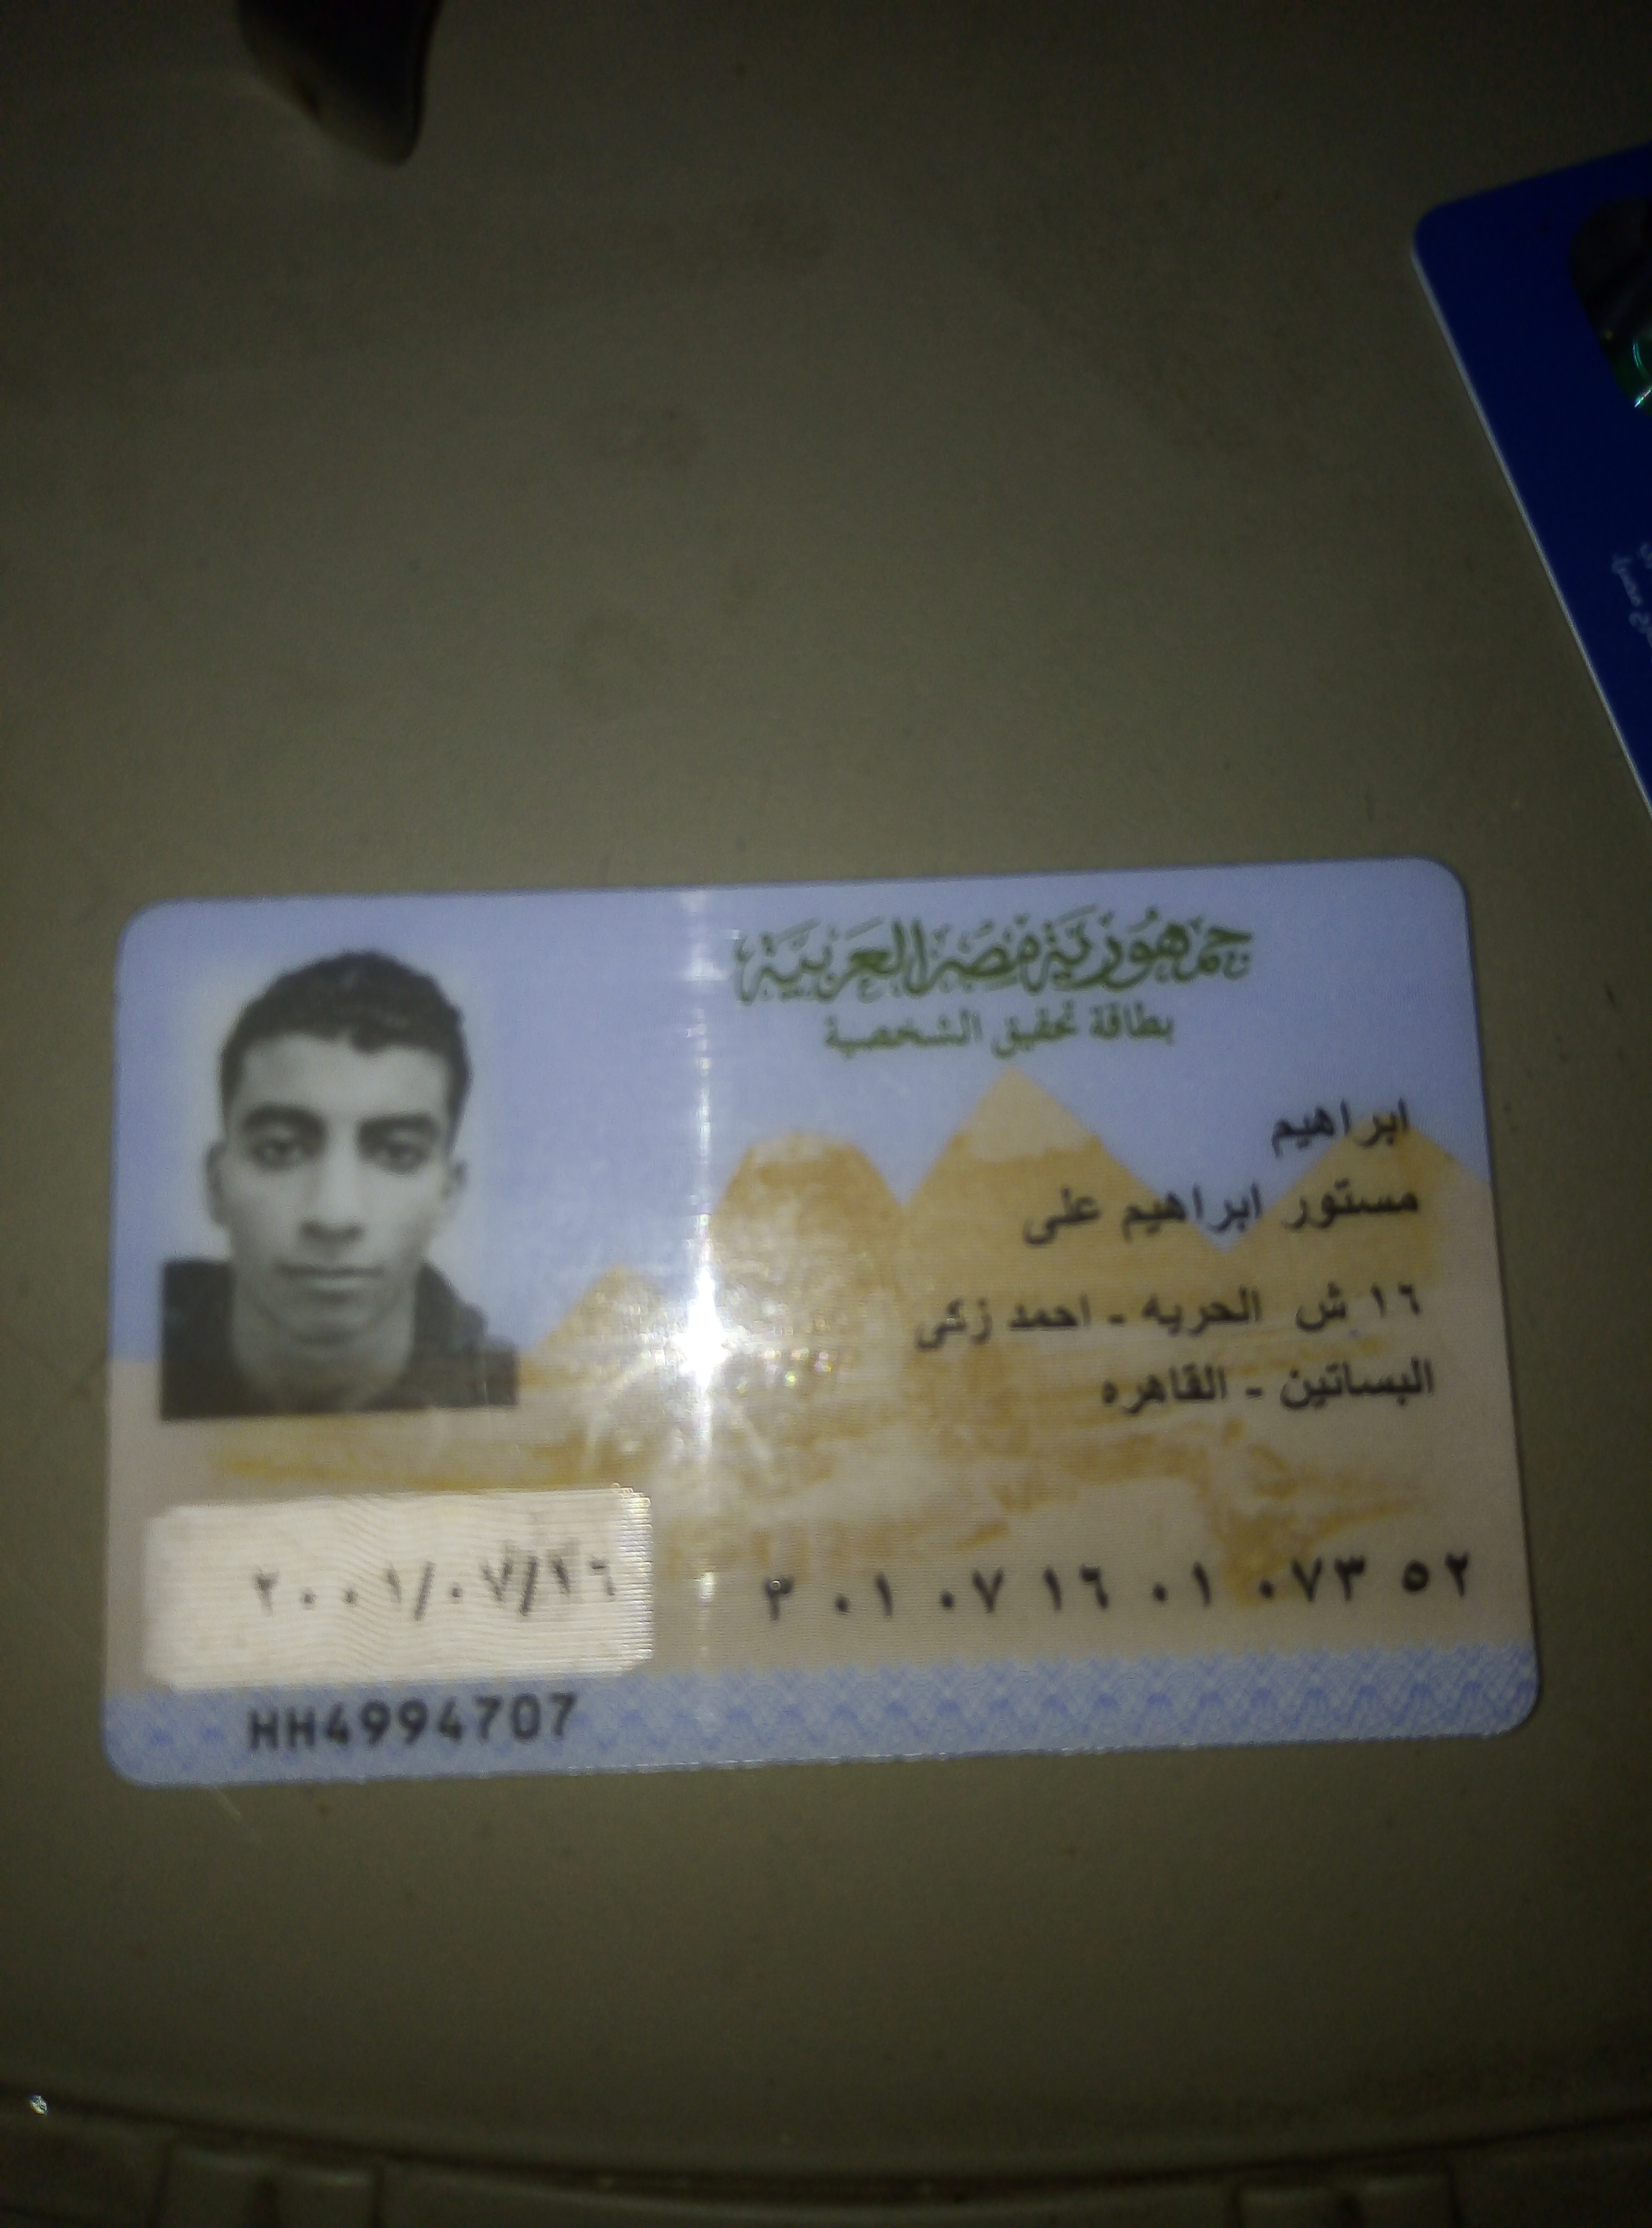 جمهورية مصر العربية
بطاقة تحقيق الشخصية
ابراهيم
مستور ابراهيم على
١٦ ش الحريه - احمد زكى
البساتين - القاهره
٣ ٠١ ٠٧ ١٦ ٠١ ٠٧٣ ٥٢
٢٠٠١/٠٧/١٦
HH4994707